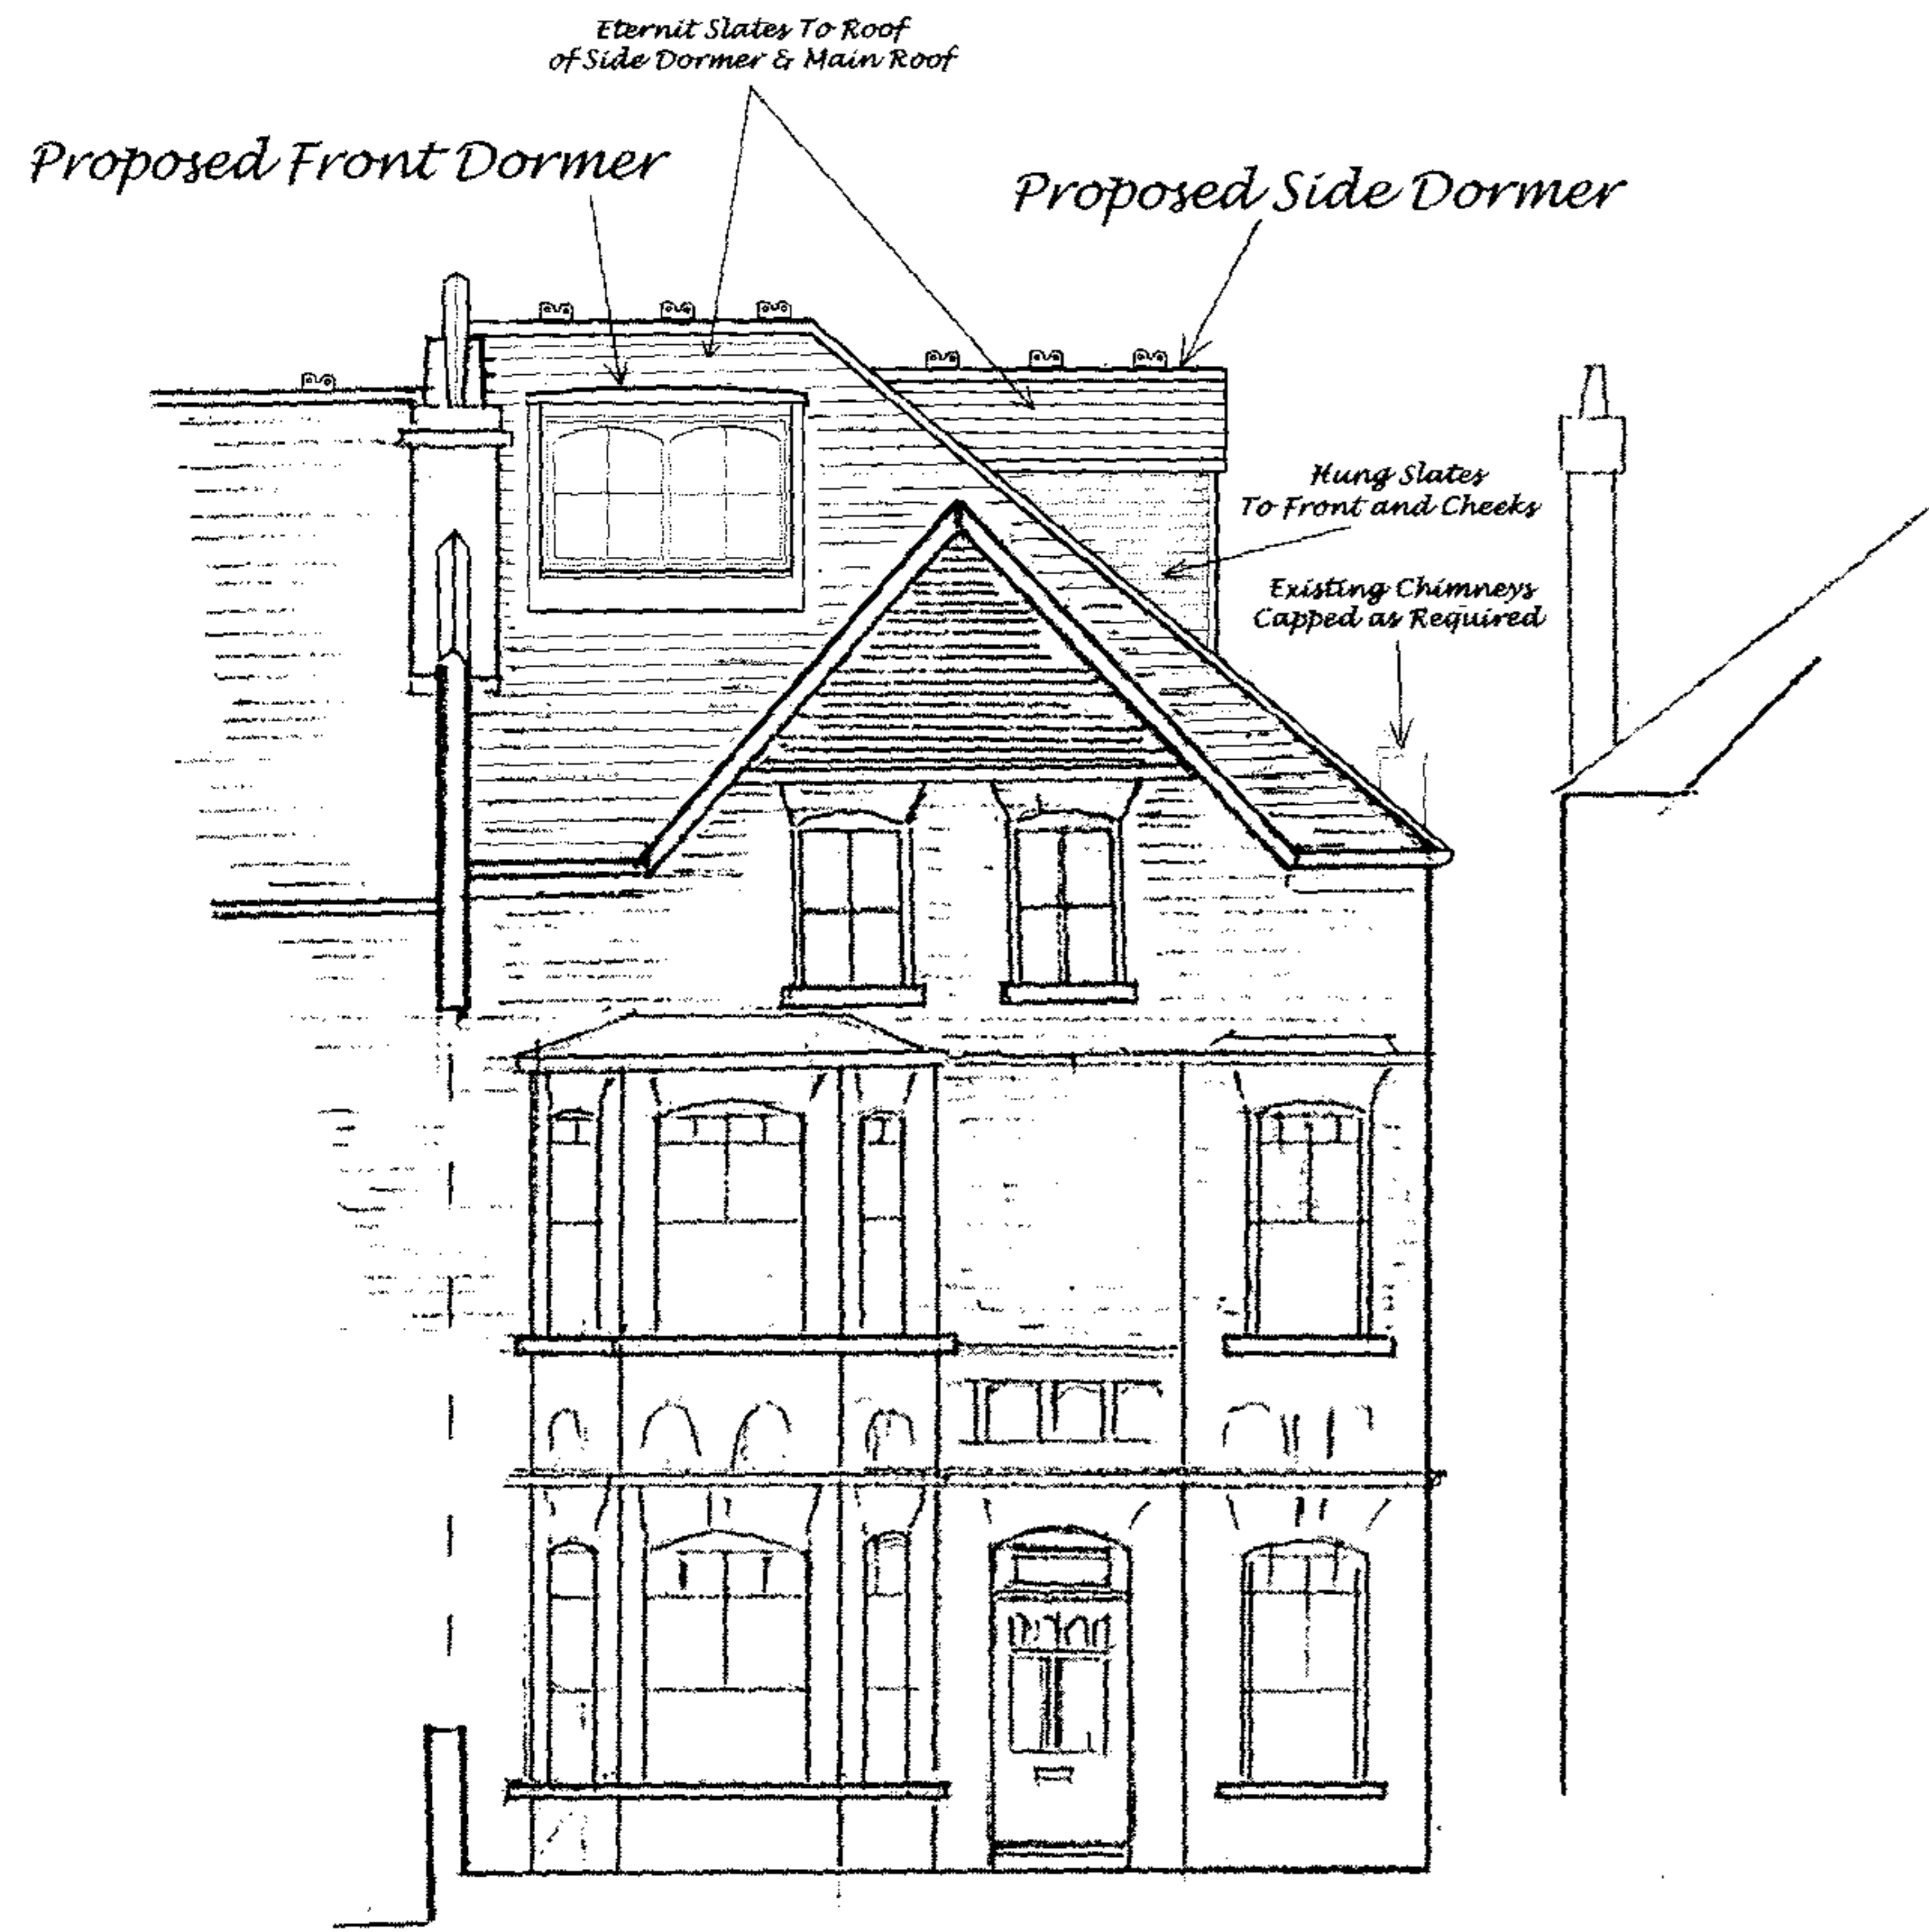 Eternit Slates To Roof
of Side Dormer & Main Roof
Proposed Front Dormer
Proposed Side Dormer
Hung Slates
To Front and Cheeks
Existing Chimneys
Capped as Required